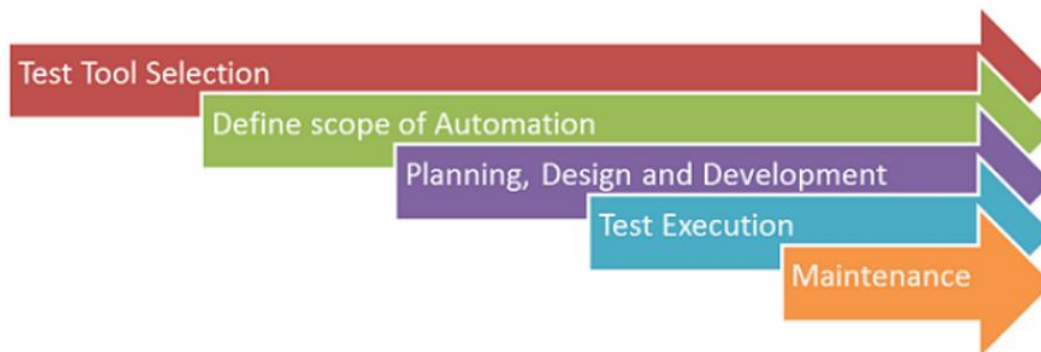 Test Tool Selection
Define scope of Automation
Planning, Design and Development
Test Execution
Maintenance